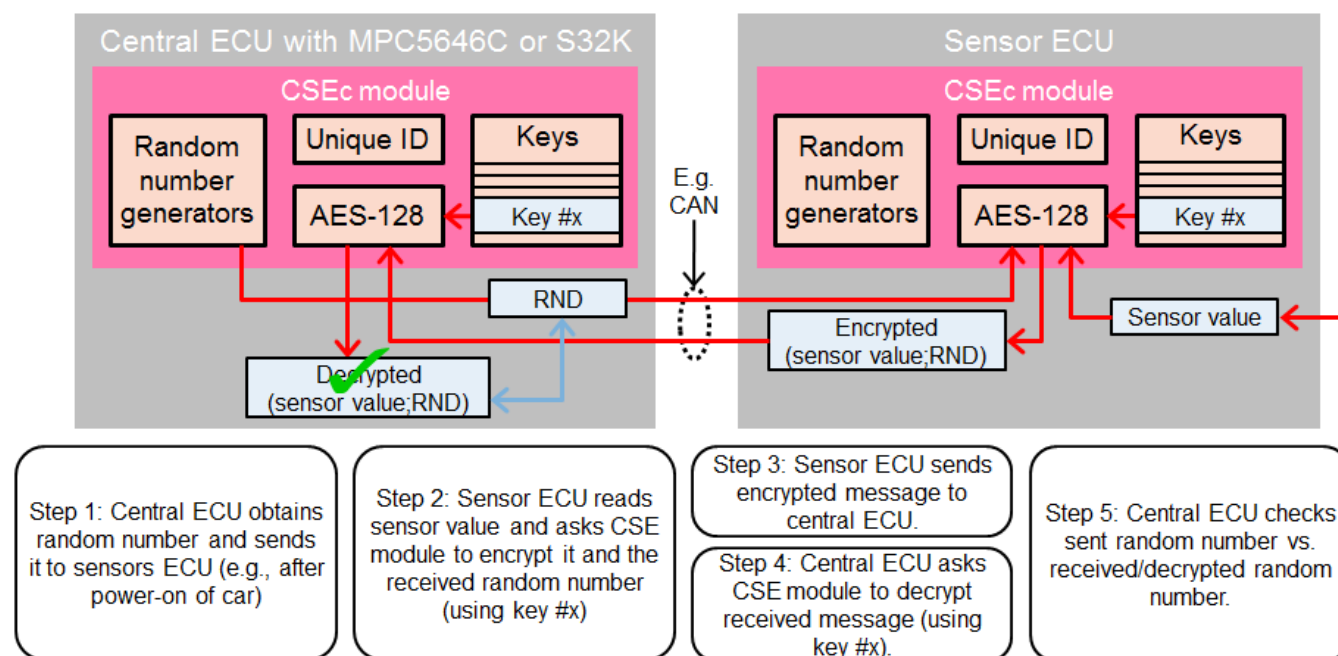 Central ECU with MPC5646C or S32K
CSEc module
Random
number
generators
Unique ID
AES-128
Keys
Key #x
RND
Decrypted
(sensor value;RND)
E.g.
CAN
Sensor ECU
CSEc module
Random
number
generators
Unique ID
AES-128
Keys
Key #x
Encrypted
(sensor value;RND)
Sensor value
Step 1: Central ECU obtains
random number and sends
it to sensors ECU (e.g., after
power-on of car)
Step 2: Sensor ECU reads
sensor value and asks CSE
module to encrypt it and the
received random number
(using key #x)
Step 3: Sensor ECU sends
encrypted message to
central ECU.
Step 4: Central ECU asks
CSE module to decrypt
received message (using
key #x).
Step 5: Central ECU checks
sent random number vs.
received/decrypted random
number.